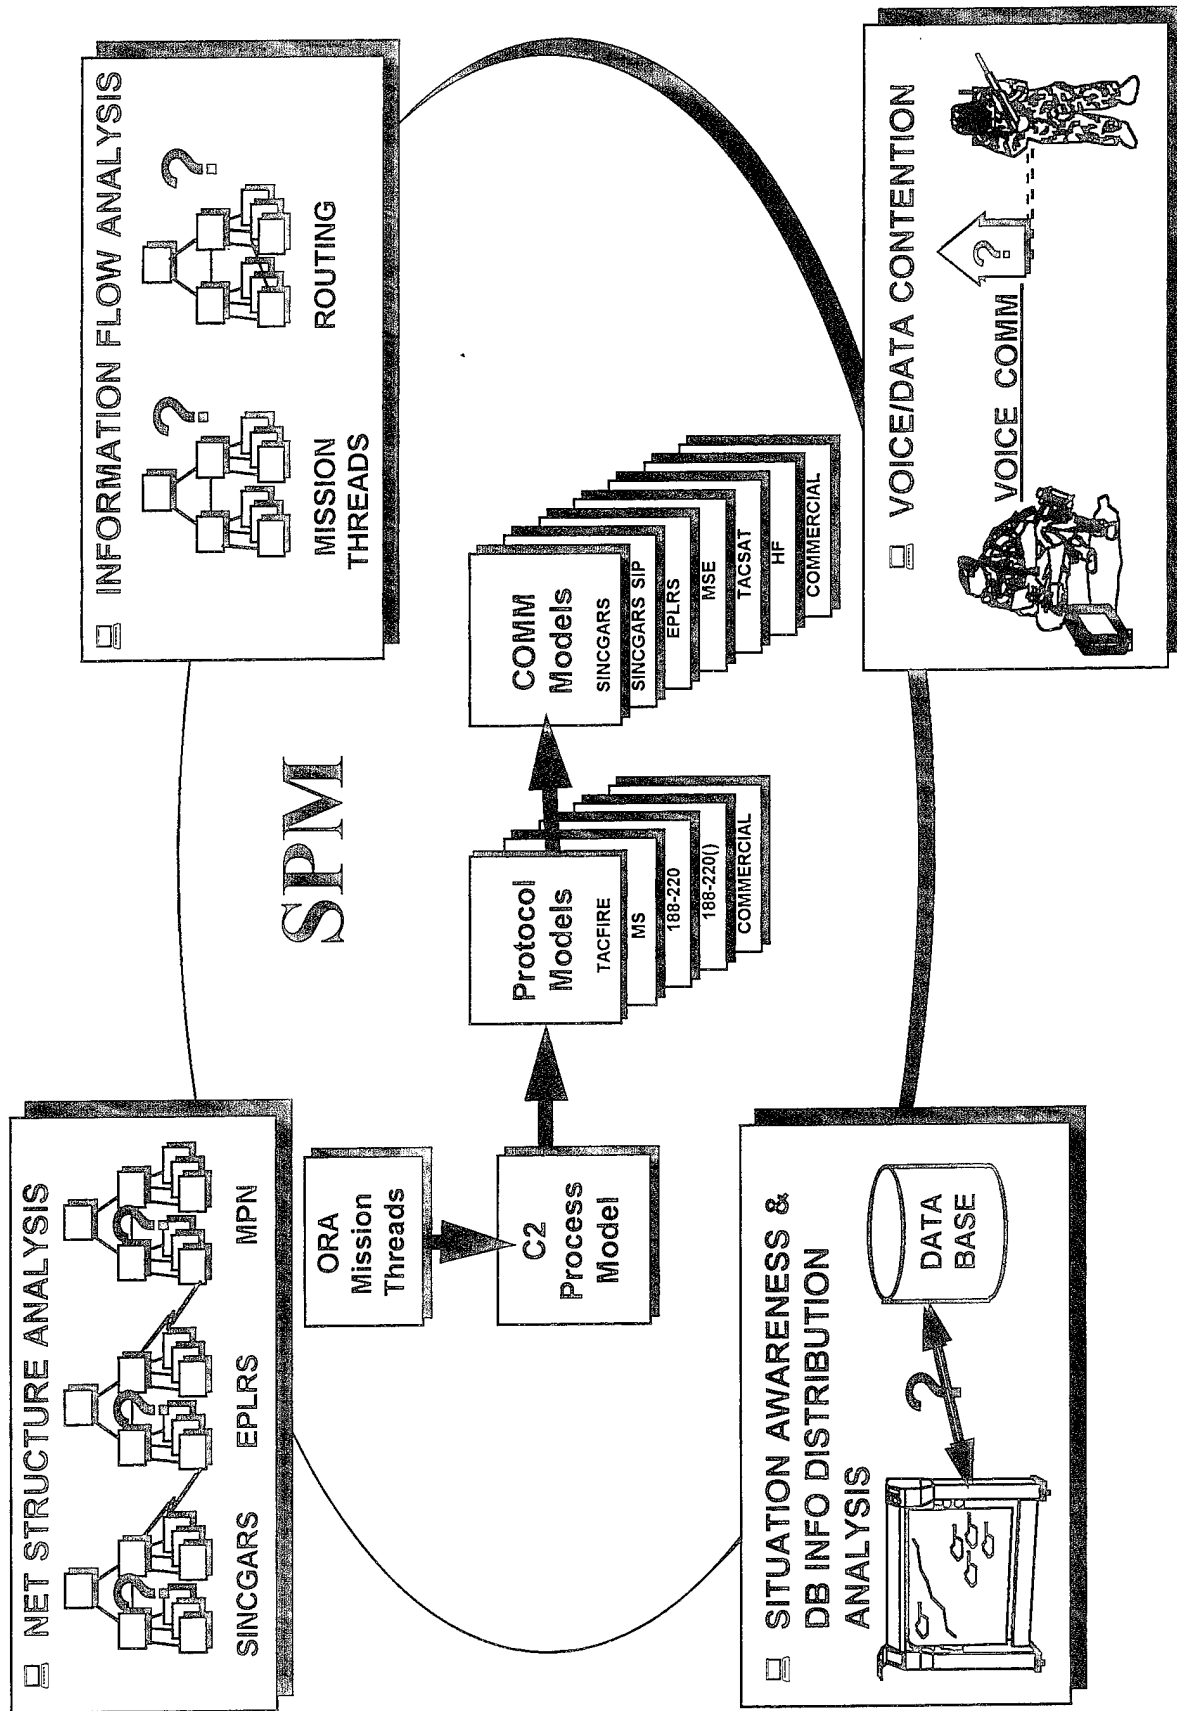 NET STRUCTURE ANALYSIS
?
?
?
SINCGARS
EPLRS
MPN
INFORMATION FLOW ANALYSIS
?
?
MISSION
THREADS
ROUTING
SPM
ORA
Mission
Threads
C2
Process
Model
Protocol
Models
TACFIRE
MS
188-220
188-220()
COMMERCIAL
COMM
Models
SINCGARS
SINCGARS SIP
EPLRS
MSE
TACSAT
HF
COMMERCIAL
SITUATION AWARENESS &
DB INFO DISTRIBUTION
ANALYSIS
?
DATA
BASE
VOICE/DATA CONTENTION
VOICE COMM
?